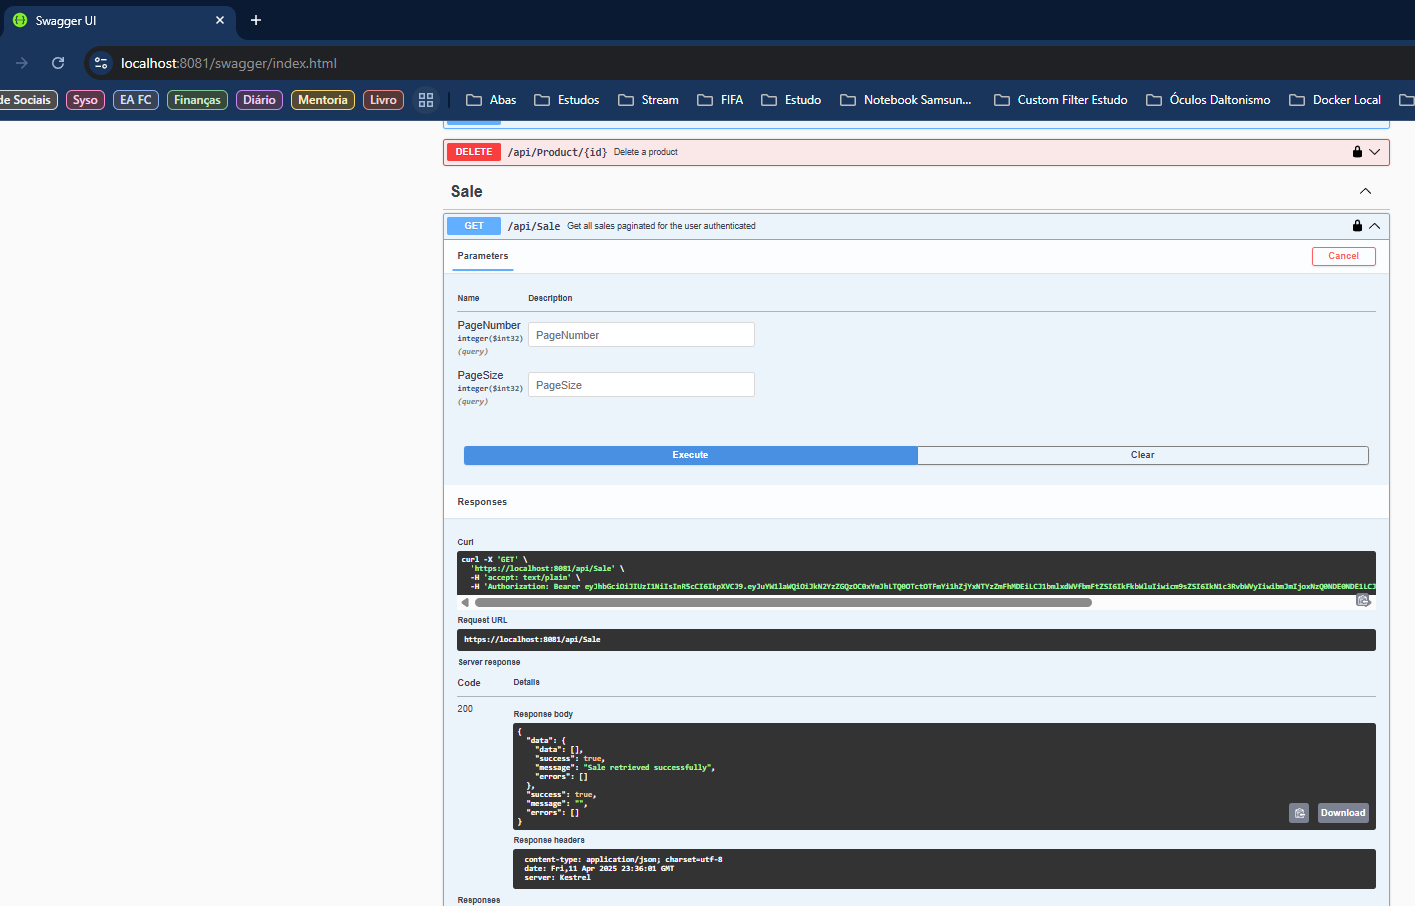 Swagger UI
localhost:8081/swagger/index.html
de Sociais Syso EA FC Finanças Diário Mentoria Livro Abas Estudos Stream FIFA Estudo Notebook Samsun... Custom Filter Estudo Óculos Daltonismo Docker Local
DELETE /api/Product/{id} Delete a product
Sale
GET /api/Sale Get all sales paginated for the user authenticated
Parameters Cancel
Name Description
PageNumber
integer($int32)
(query)
PageNumber
PageSize
integer($int32)
(query)
PageSize
Execute Clear
Responses
Curl
curl -X 'GET' \
'https://localhost:8081/api/Sale' \
-H 'accept: text/plain' \
-H 'Authorization: Bearer
Request URL
https://localhost:8081/api/Sale
Server response
Code Details
200
Response body
{
"data": {
"data": [],
"success": true,
"message": "Sale retrieved successfully",
"errors": []
},
"success": true,
"message": "",
"errors": []
}
Download
Response headers
content-type: application/json; charset=utf-8
date: Fri,11 Apr 2025 23:36:01 GMT
server: Kestrel
Responses